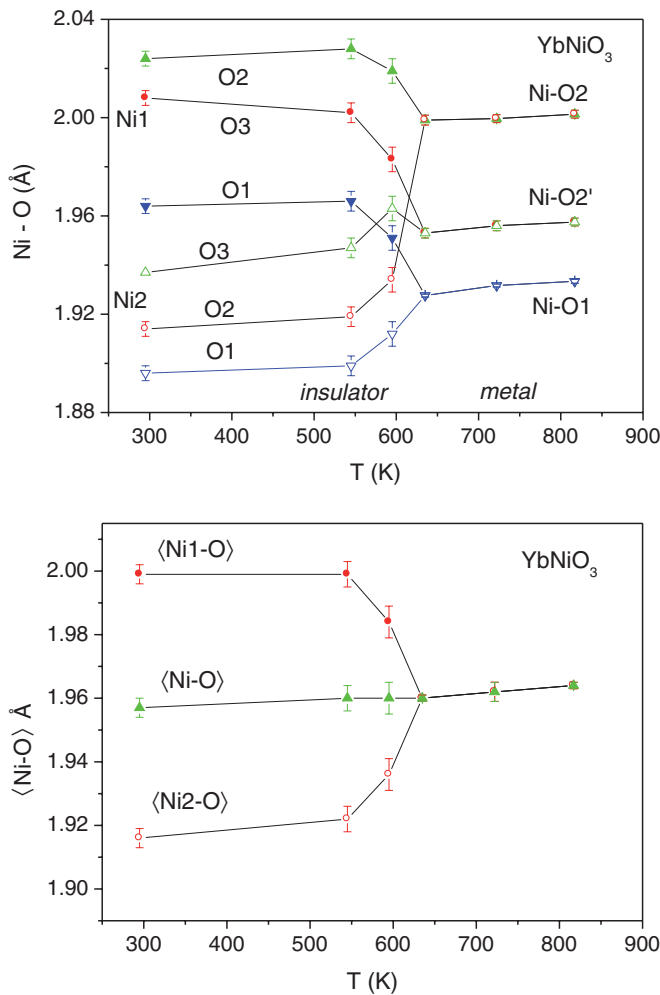 2.04
YbNiO3
O2
Ni-O2
2.00
Ni1
O3
O1
Ni-O2'
1.96
O3
Ni2
O2
Ni-O1
1.92
O1
insulator metal
1.88
Ni - O (Å)
300 400 500 600 700 800 900
T (K)
⟨Ni1-O⟩
YbNiO3
2.00
1.98
⟨Ni-O⟩
1.96
1.94
⟨Ni2-O⟩
1.92
1.90
⟨Ni-O⟩ Å
300 400 500 600 700 800 900
T (K)